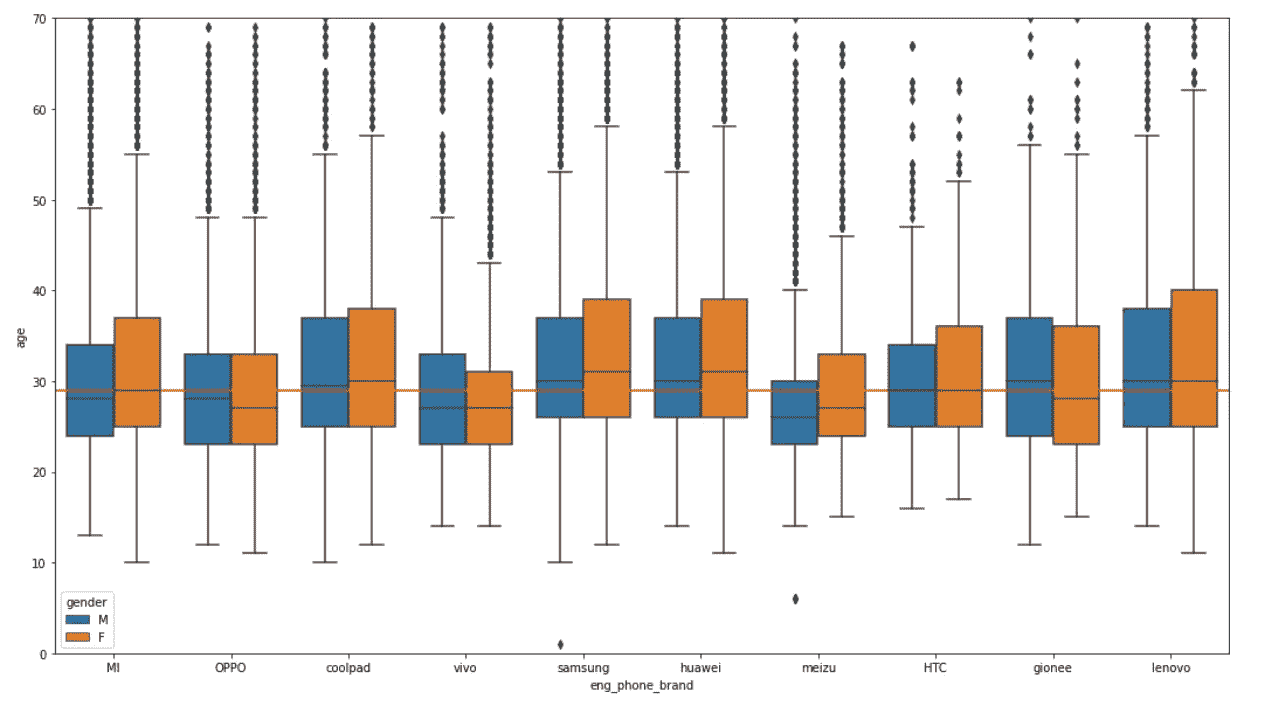 70
60
50
40
30
20
10
0
age
gender
M
F
MI OPPO coolpad vivo samsung huawei meizu HTC gionee lenovo
eng_phone_brand